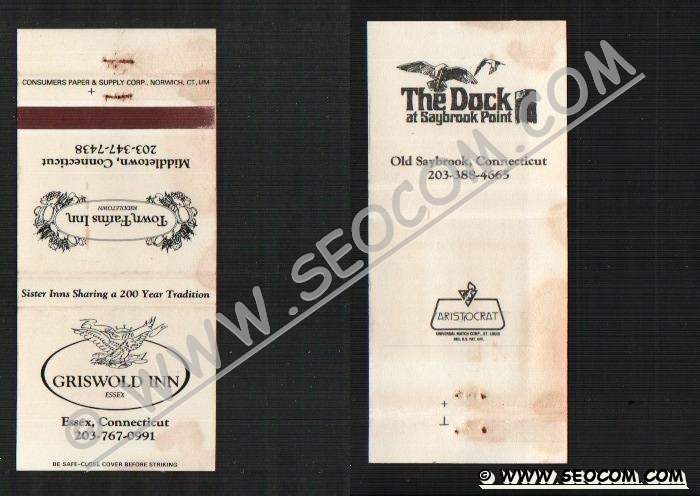 CONSUMERS PAPER & SUPPLY CORP., NORWICH, CT., UM
Middletown, Connecticut
203-347-7438
Town Farms Inn
MIDDLETOWN
Sister Inns Sharing a 200 Year Tradition
GRISWOLD INN
ESSEX
Essex, Connecticut
203-767-0991
BE SAFE-CLOSE COVER BEFORE STRIKING
The Dock
at Saybrook Point
Old Saybrook, Connecticut
203-388-4665
ARISTOCRAT
UNIVERSAL MATCH CORP., ST. LOUIS
REG. U.S. PAT. OFF.
© WWW.SEOCOM.COM
© WWW.SEOCOM.COM